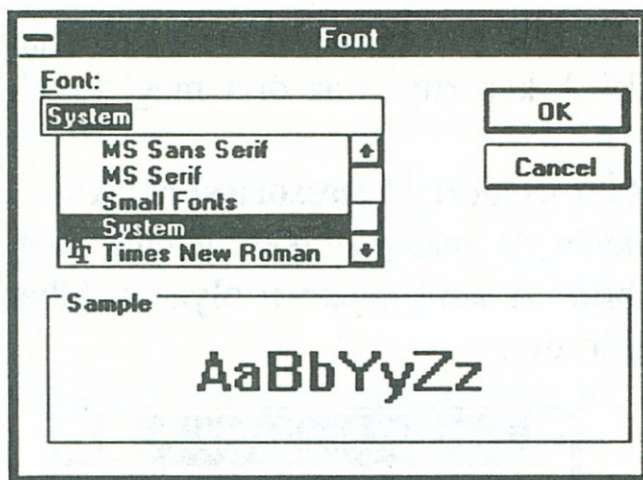 Font
Font:
System
MS Sans Serif
MS Serif
Small Fonts
System
Times New Roman
OK
Cancel
Sample
AaBbYyZz